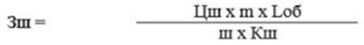 Зш =
Цш х m х Lоб
ш х Кш